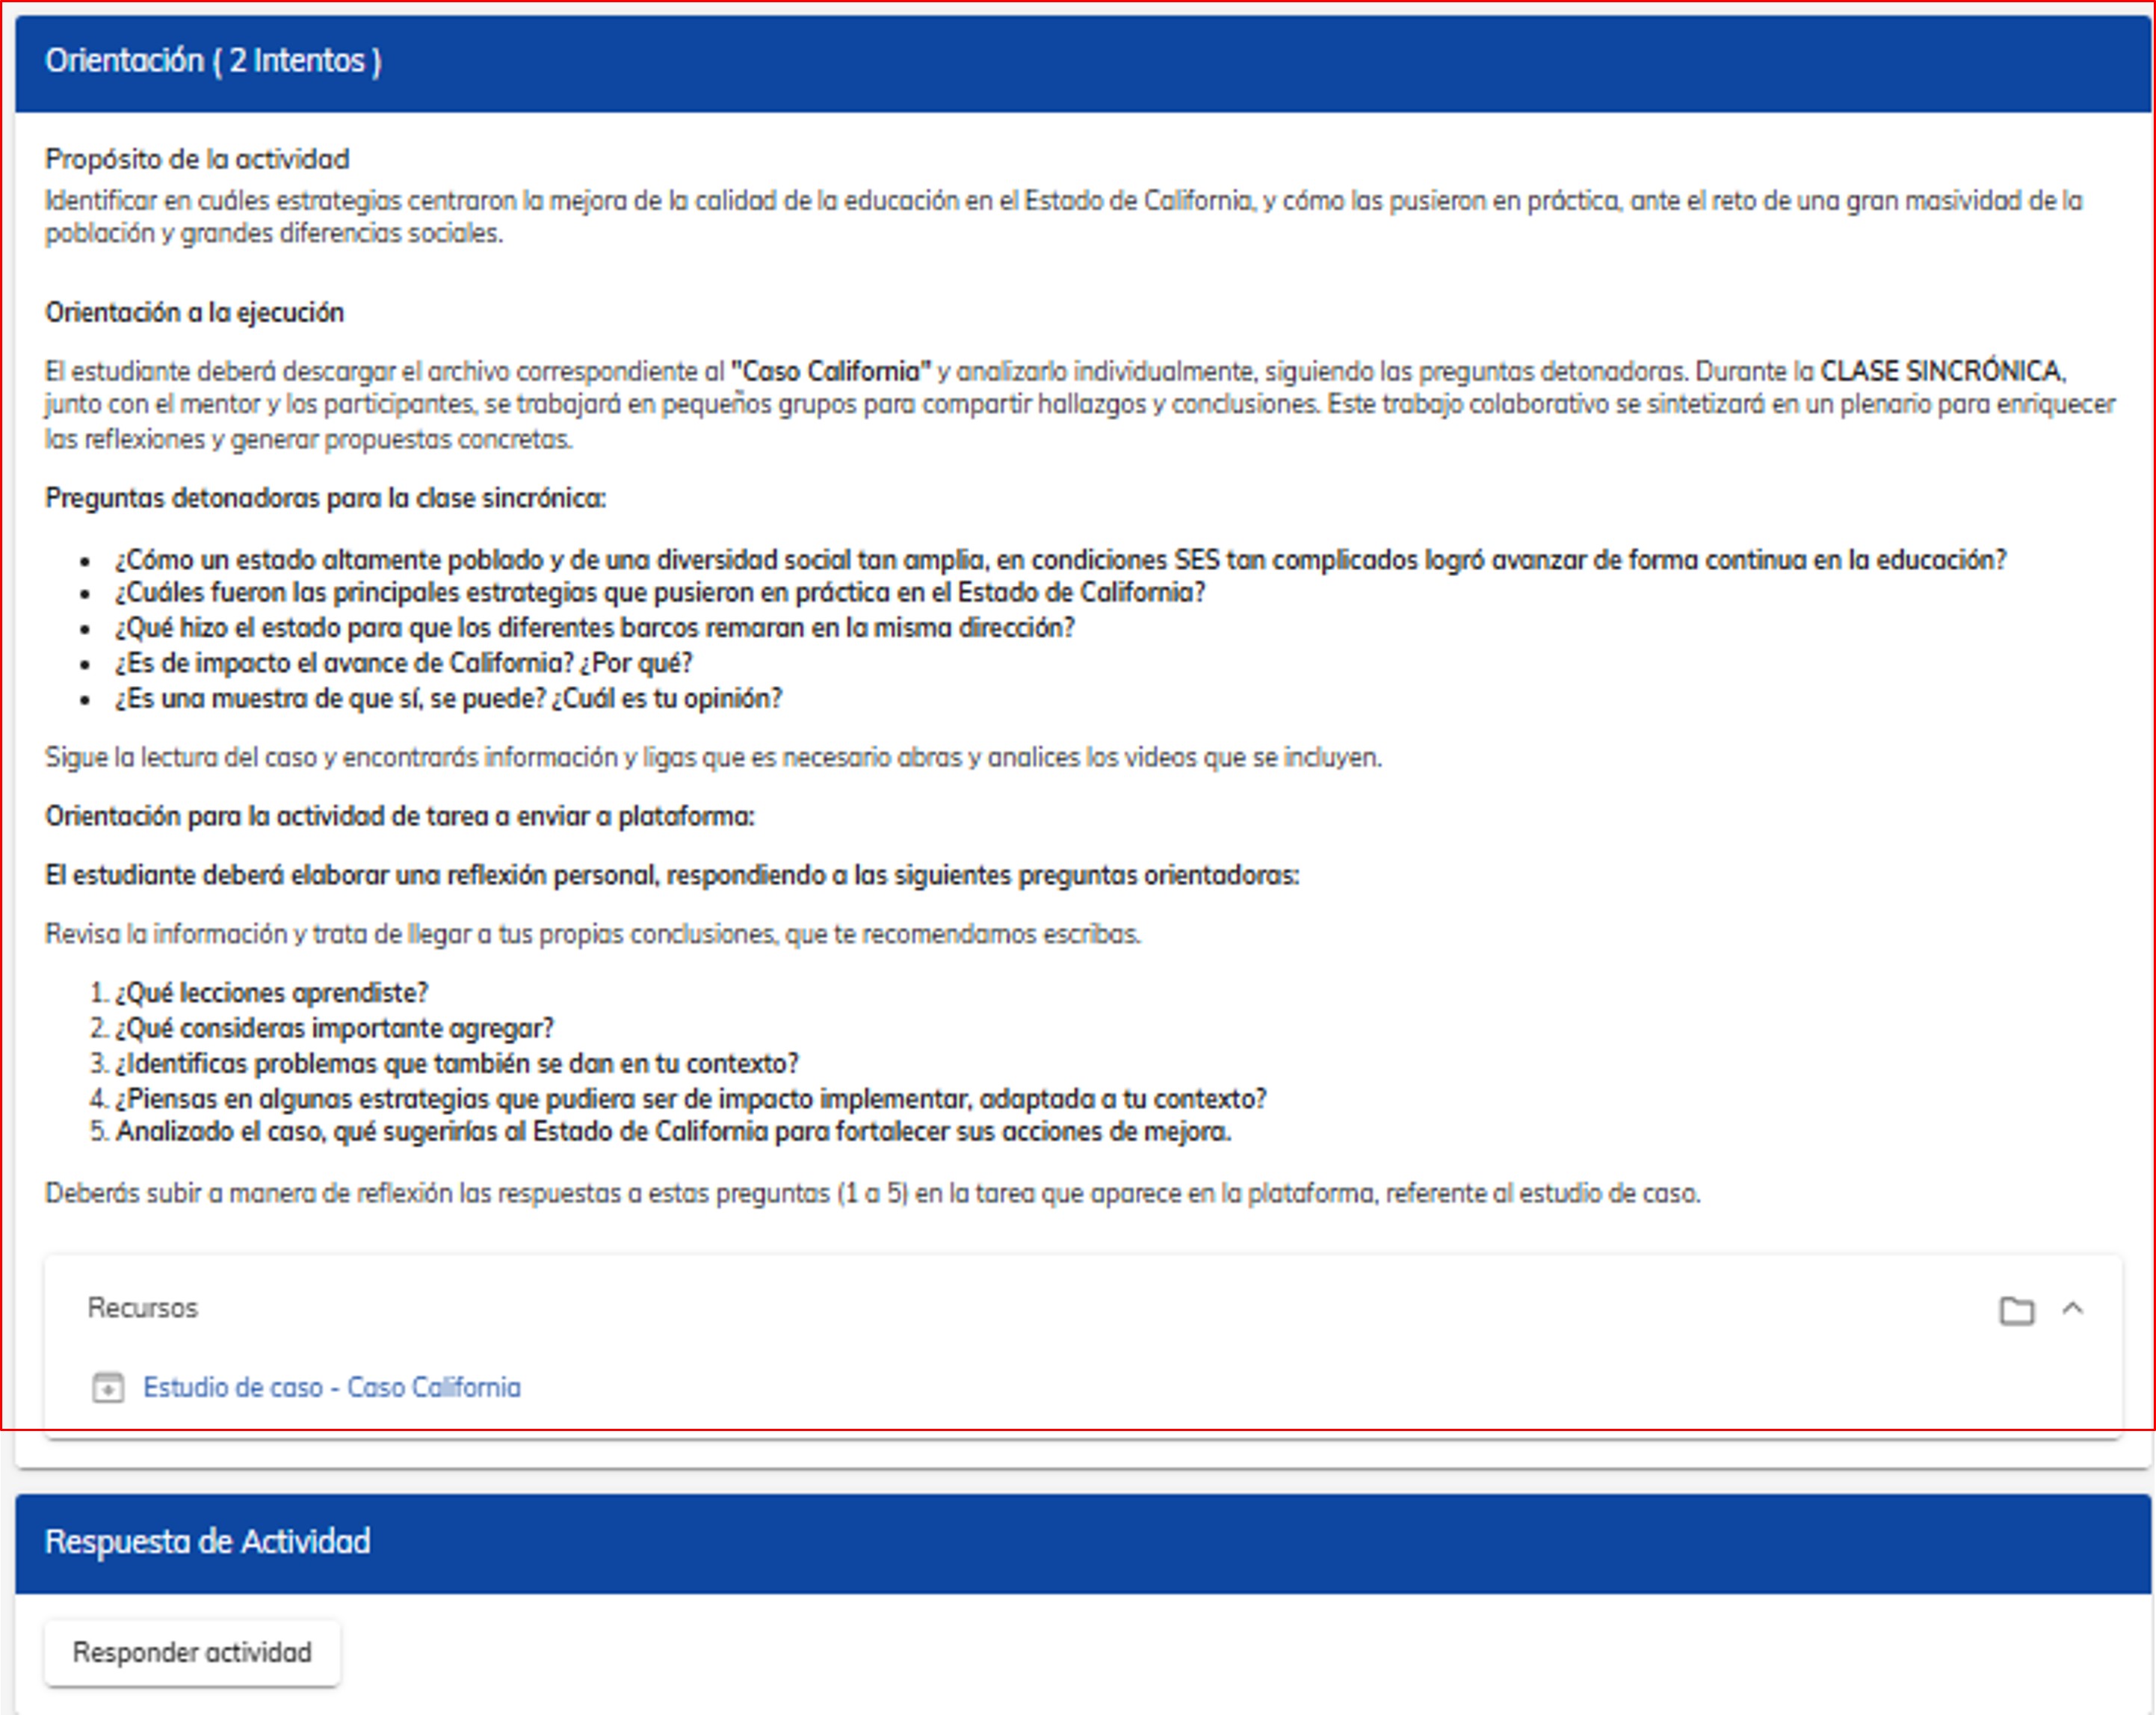 Orientación ( 2 Intentos )
Propósito de la actividad
Identificar en cuáles estrategias centraron la mejora de la calidad de la educación en el Estado de California, y cómo las pusieron en práctica, ante el reto de una gran masividad de la
población y grandes diferencias sociales.
Orientación a la ejecución
El estudiante deberá descargar el archivo correspondiente al "Caso California" y analizarlo individualmente, siguiendo las preguntas detonadoras. Durante la CLASE SINCRÓNICA,
junto con el mentor y los participantes, se trabajará en pequeños grupos para compartir hallazgos y conclusiones. Este trabajo colaborativo se sintetizará en un plenario para enriquecer
las reflexiones y generar propuestas concretas.
Preguntas detonadoras para la clase sincrónica:
• ¿Cómo un estado altamente poblado y de una diversidad social tan amplia, en condiciones SES tan complicados logró avanzar de forma continua en la educación?
• ¿Cuáles fueron las principales estrategias que pusieron en práctica en el Estado de California?
• ¿Qué hizo el estado para que los diferentes barcos remaran en la misma dirección?
• ¿Es de impacto el avance de California? ¿Por qué?
• ¿Es una muestra de que sí, se puede? ¿Cuál es tu opinión?
Sigue la lectura del caso y encontrarás información y ligas que es necesario abras y analices los videos que se incluyen.
Orientación para la actividad de tarea a enviar a plataforma:
El estudiante deberá elaborar una reflexión personal, respondiendo a las siguientes preguntas orientadoras:
Revisa la información y trata de llegar a tus propias conclusiones, que te recomendamos escribas.
1. ¿Qué lecciones aprendiste?
2. ¿Qué consideras importante agregar?
3. ¿Identificas problemas que también se dan en tu contexto?
4. ¿Piensas en algunas estrategias que pudiera ser de impacto implementar, adaptada a tu contexto?
5. Analizado el caso, qué sugerirías al Estado de California para fortalecer sus acciones de mejora.
Deberás subir a manera de reflexión las respuestas a estas preguntas (1 a 5) en la tarea que aparece en la plataforma, referente al estudio de caso.
Recursos
Estudio de caso - Caso California
Respuesta de Actividad
Responder actividad